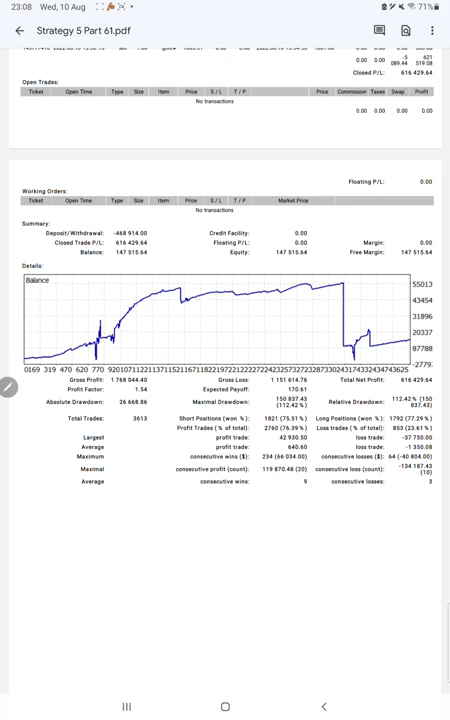 23:08 Wed, 10 Aug 71%
Strategy 5 Part 61.pdf
0.00 0.00 -5 089.44 621 519.08
Closed P/L: 616 429.64
Open Trades:
Ticket Open Time Type Size Item Price S / L T / P Price Commission Taxes Swap Profit
No transactions
0.00 0.00 0.00 0.00
Floating P/L: 0.00
Working Orders:
Ticket Open Time Type Size Item Price S / L T / P Market Price
No transactions
Summary:
Deposit/Withdrawal: -468 914.00 Credit Facility: 0.00
Closed Trade P/L: 616 429.64 Floating P/L: 0.00 Margin: 0.00
Balance: 147 515.64 Equity: 147 515.64 Free Margin: 147 515.64
Details:
Balance
55013
43454
31896
20337
87788
Gross Profit: 1 768 044.40 Gross Loss: 1 151 614.76 Total Net Profit: 616 429.64
Profit Factor: 1.54 Expected Payoff: 170.61
Absolute Drawdown: 26 668.86 Maximal Drawdown: 150 837.43 (112.42 %) Relative Drawdown: 112.42 % (150 837.43)
Total Trades: 3613 Short Positions (won %): 1821 (75.51 %) Long Positions (won %): 1792 (77.29 %)
Profit Trades (% of total): 2760 (76.39 %) Loss trades (% of total): 853 (23.61 %)
Largest profit trade: 42 930.50 loss trade: -37 750.00
Average profit trade: 640.60 loss trade: -1 350.08
Maximum consecutive wins ($): 234 (66 034.00) consecutive losses ($): 64 (-40 804.00)
Maximal consecutive profit (count): 119 870.48 (20) consecutive loss (count): -134 187.43 (10)
Average consecutive wins: 9 consecutive losses: 3